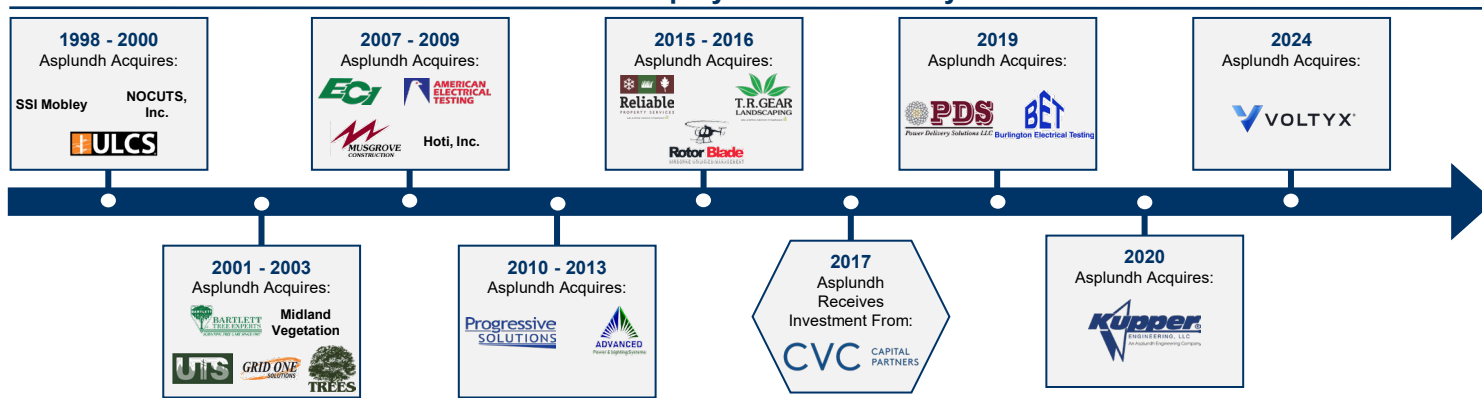 1998 - 2000
Asplundh Acquires:
SSI Mobley
NOCUTS,
Inc.
ULCS
2001 - 2003
Asplundh Acquires:
BARTLETT
TREE EXPERTS
Midland
Vegetation
UTS
GRID ONE
SOLUTIONS
TREES
2007 - 2009
Asplundh Acquires:
ECI
AMERICAN
ELECTRICAL
TESTING
MUSGROVE
CONSTRUCTION
Hoti, Inc.
2010 - 2013
Asplundh Acquires:
Progressive
SOLUTIONS
ADVANCED
Power & Lighting Systems
2015 - 2016
Asplundh Acquires:
Reliable
PROPERTY SERVICES
T.R.GEAR
LANDSCAPING
Rotor Blade
2017
Asplundh
Receives
Investment From:
CVC CAPITAL
PARTNERS
2019
Asplundh Acquires:
PDS
Power Delivery Solutions LLC
BET
Burlington Electrical Testing
2020
Asplundh Acquires:
Kupper
ENGINEERING, LLC
An Asplundh Engineering Company
2024
Asplundh Acquires:
VOLTYX